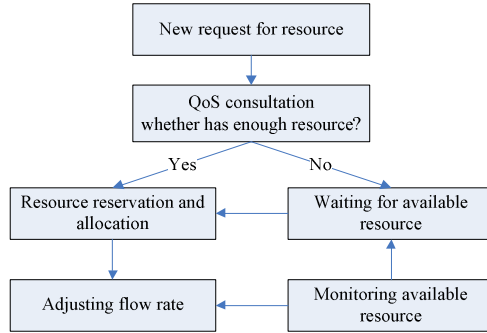 New request for resource
QoS consultation
whether has enough resource?
Yes
No
Resource reservation and
allocation
Waiting for available
resource
Adjusting flow rate
Monitoring available
resource